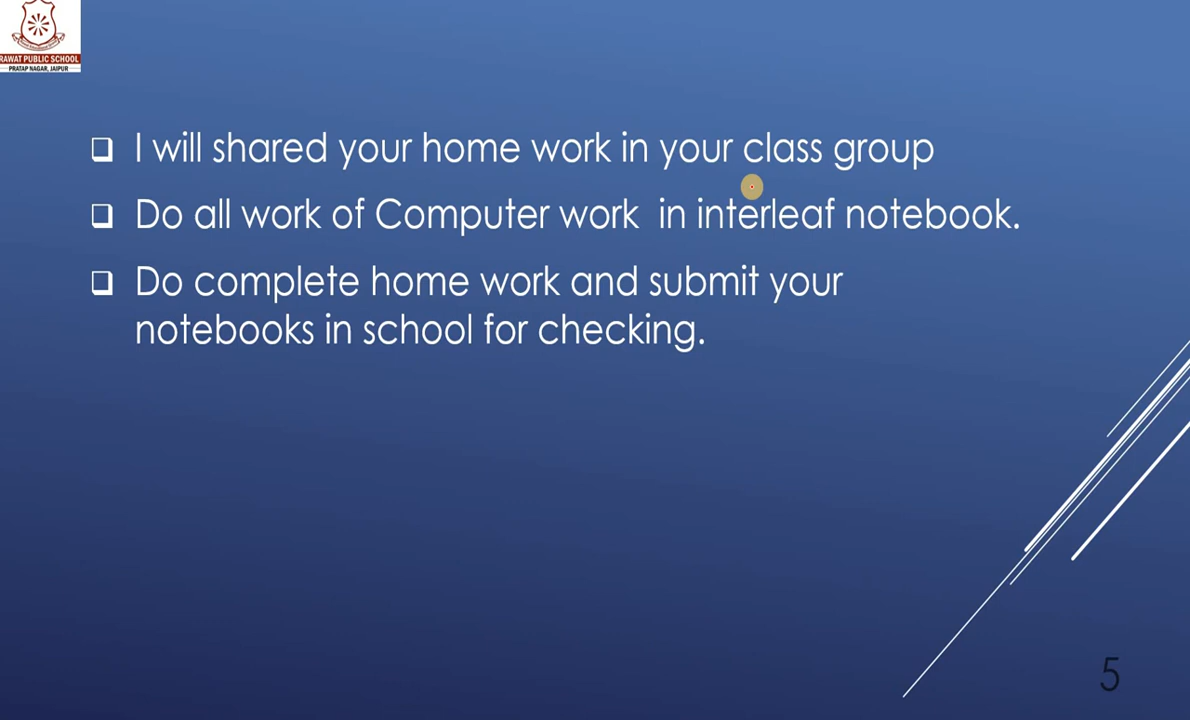 RAWAT PUBLIC SCHOOL
PRATAP NAGAR, JAIPUR
I will shared your home work in your class group
Do all work of Computer work in interleaf notebook.
Do complete home work and submit your
notebooks in school for checking.
5